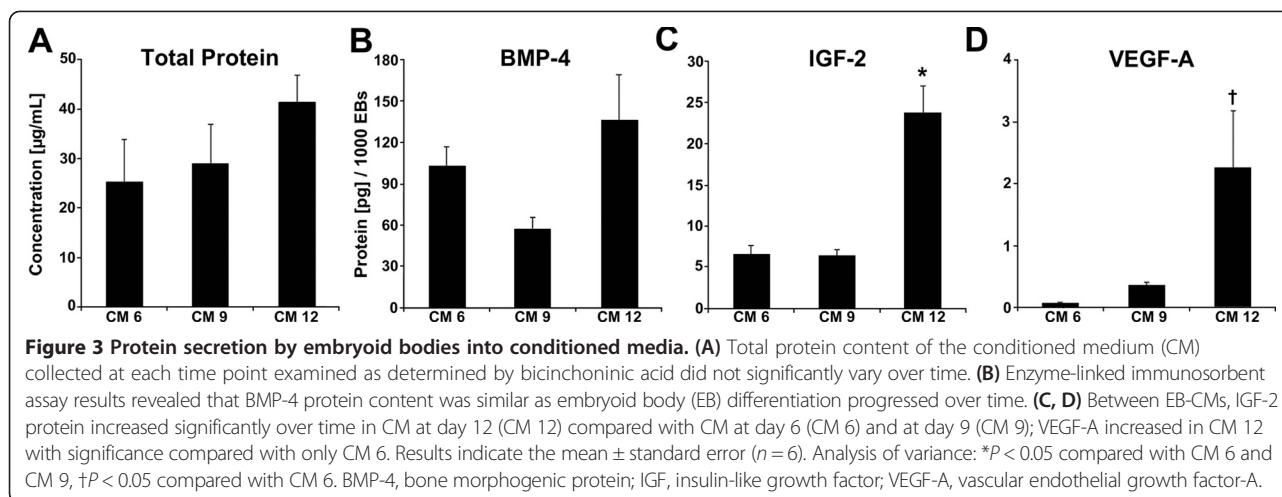 A
Total Protein
Concentration [µg/mL]
50
40
30
20
10
0
CM 6 CM 9 CM 12
B
BMP-4
Protein [pg] / 1000 EBs
180
150
120
90
60
30
0
CM 6 CM 9 CM 12
C
IGF-2
30
25
20
15
10
5
0
*
CM 6 CM 9 CM 12
D
VEGF-A
4
3
2
1
0
†
CM 6 CM 9 CM 12
Figure 3 Protein secretion by embryoid bodies into conditioned media. (A) Total protein content of the conditioned medium (CM)
collected at each time point examined as determined by bicinchoninic acid did not significantly vary over time. (B) Enzyme-linked immunosorbent
assay results revealed that BMP-4 protein content was similar as embryoid body (EB) differentiation progressed over time. (C, D) Between EB-CMs, IGF-2
protein increased significantly over time in CM at day 12 (CM 12) compared with CM at day 6 (CM 6) and at day 9 (CM 9); VEGF-A increased in CM 12
with significance compared with only CM 6. Results indicate the mean ± standard error (n = 6). Analysis of variance: *P < 0.05 compared with CM 6 and
CM 9, †P < 0.05 compared with CM 6. BMP-4, bone morphogenic protein; IGF, insulin-like growth factor; VEGF-A, vascular endothelial growth factor-A.